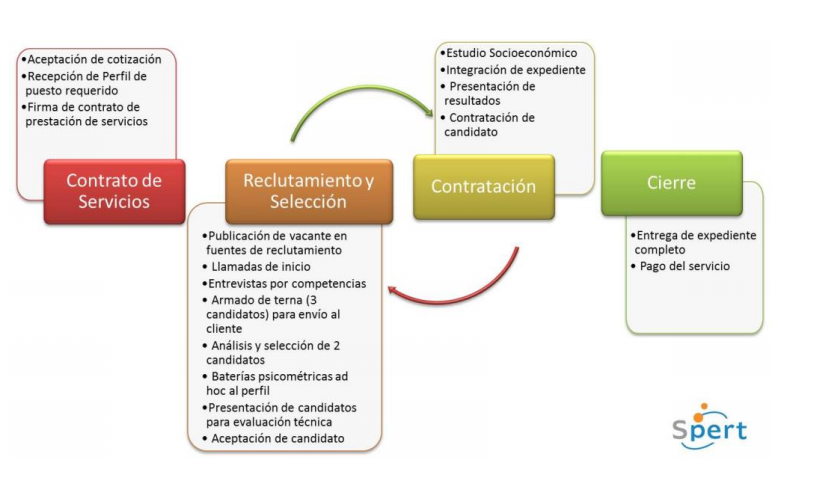 •Aceptación de cotización
•Recepción de Perfil de
puesto requerido
•Firma de contrato de
prestación de servicios
Contrato de
Servicios
Reclutamiento y
Selección
•Publicación de vacante en
fuentes de reclutamiento
• Llamadas de inicio
•Entrevistas por competencias
• Armado de terna (3
candidatos) para envío al
cliente
• Análisis y selección de 2
candidatos
• Baterías psicométricas ad
hoc al perfil
•Presentación de candidatos
para evaluación técnica
• Aceptación de candidato
•Estudio Socioeconómico
•Integración de expediente
• Presentación de
resultados
• Contratación de
candidato
Contratación
Cierre
•Entrega de expediente
completo
• Pago del servicio
Spert